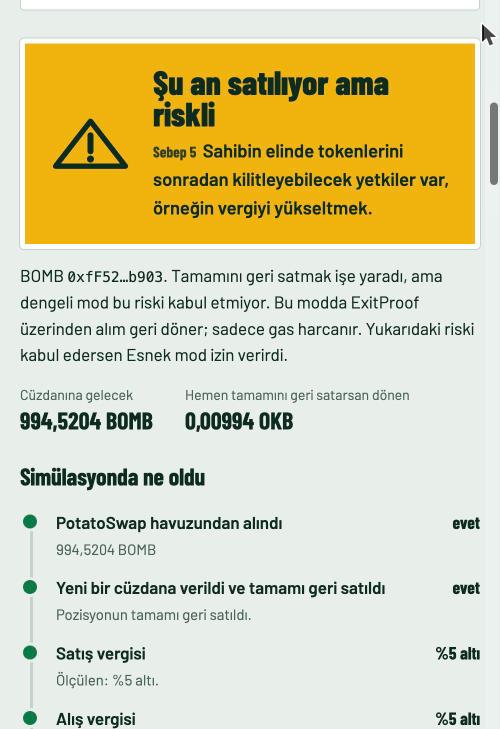 Şu an satılıyor ama
riskli
Sebep 5 Sahibin elinde tokenlerini
sonradan kilitleyebilecek yetkiler var,
örneğin vergiyi yükseltmek.
BOMB 0xfF52…b903. Tamamını geri satmak işe yaradı, ama
dengeli mod bu riski kabul etmiyor. Bu modda ExitProof
üzerinden alım geri döner; sadece gas harcanır. Yukarıdaki riski
kabul edersen Esnek mod izin verirdi.
Cüzdanına gelecek Hemen tamamını geri satarsan dönen
994,5204 BOMB 0,00994 OKB
Simülasyonda ne oldu
PotatoSwap havuzundan alındı evet
994,5204 BOMB
Yeni bir cüzdana verildi ve tamamı geri satıldı evet
Pozisyonun tamamı geri satıldı.
Satış vergisi %5 altı
Ölçülen: %5 altı.
Alış vergisi %5 altı